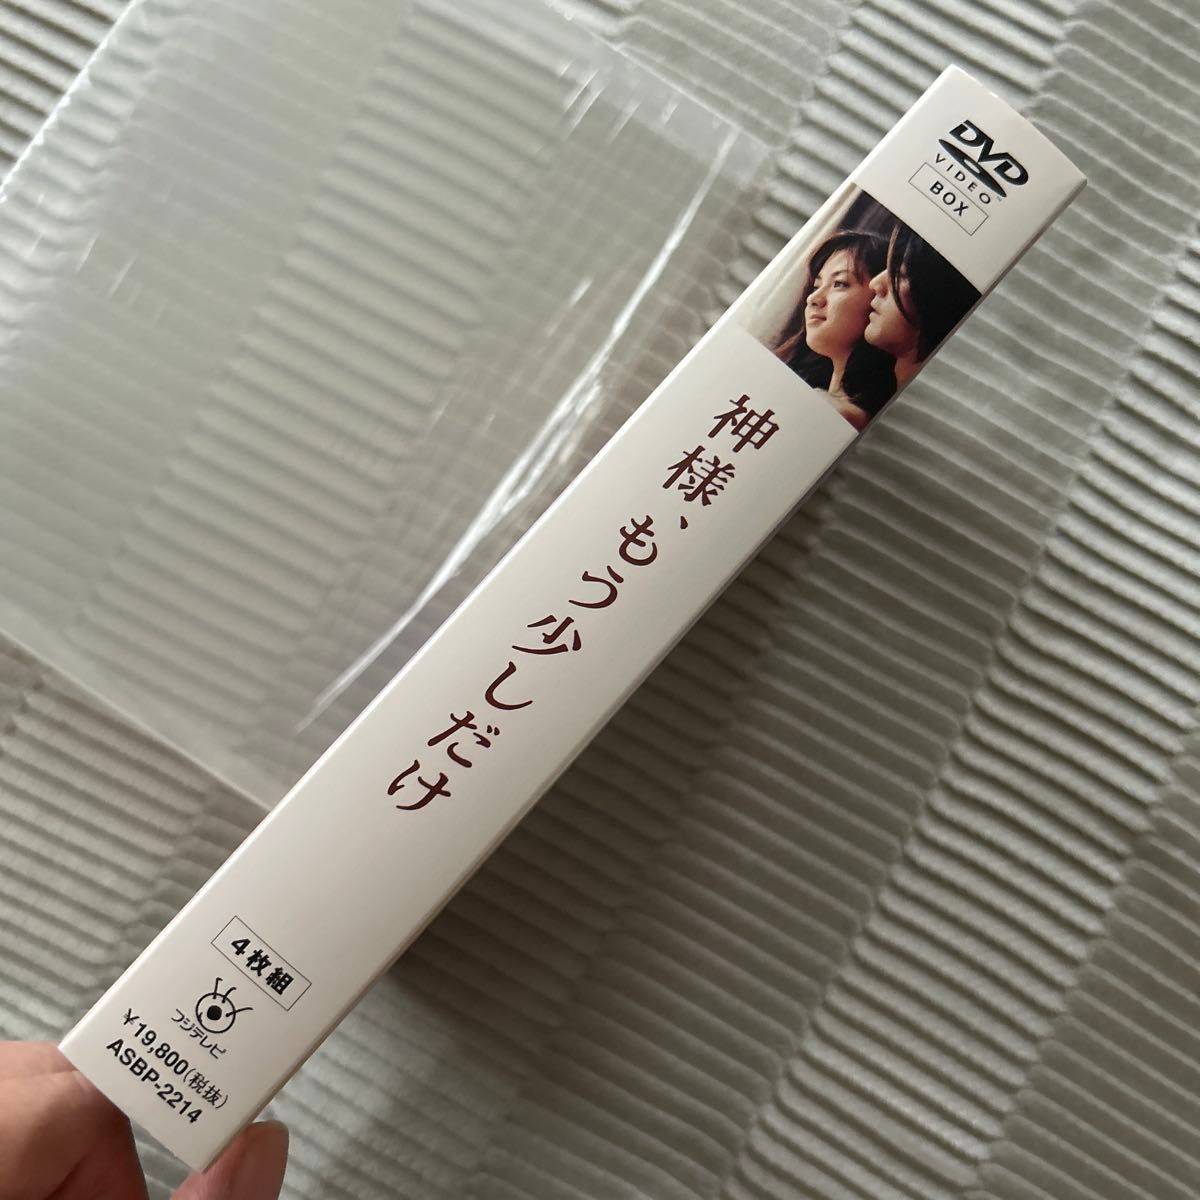 DVD
VIDEO™
BOX
神様、もう少しだけ
4枚組
フジテレビ
¥19,800(税抜)
ASBP-2214